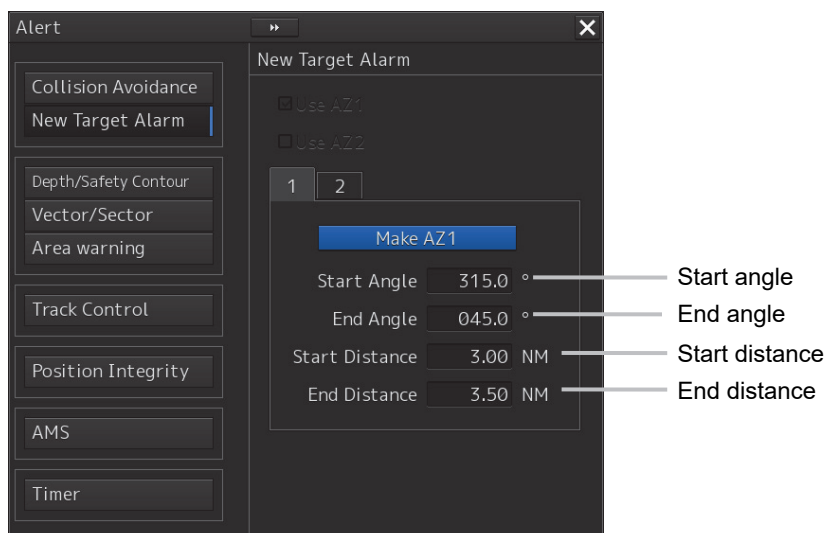 Alert
New Target Alarm
Collision Avoidance
New Target Alarm
Depth/Safety Contour
Vector/Sector
Area warning
Track Control
Position Integrity
AMS
Timer
Use AZ1
Use AZ2
1 2
Make AZ1
Start Angle 315.0 °
End Angle 045.0 °
Start Distance 3.00 NM
End Distance 3.50 NM
Start angle
End angle
Start distance
End distance